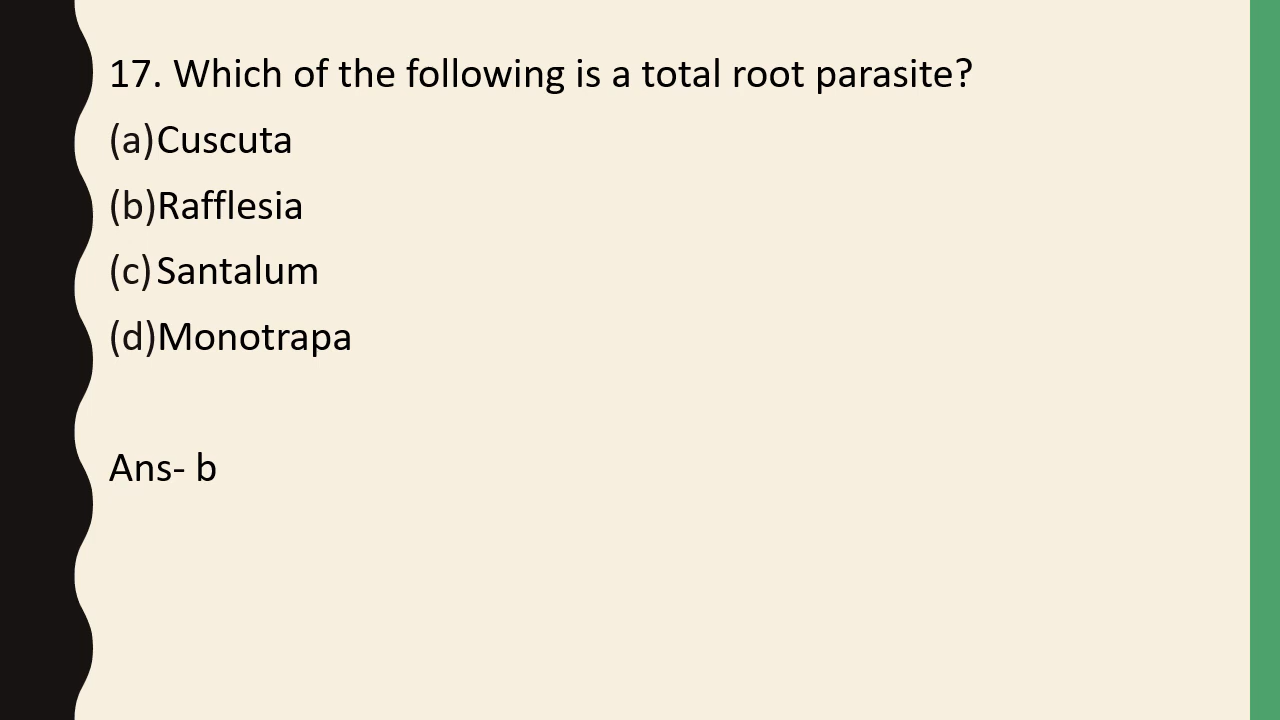 17. Which of the following is a total root parasite?
(a)Cuscuta
(b)Rafflesia
(c)Santalum
(d)Monotrapa
Ans- b